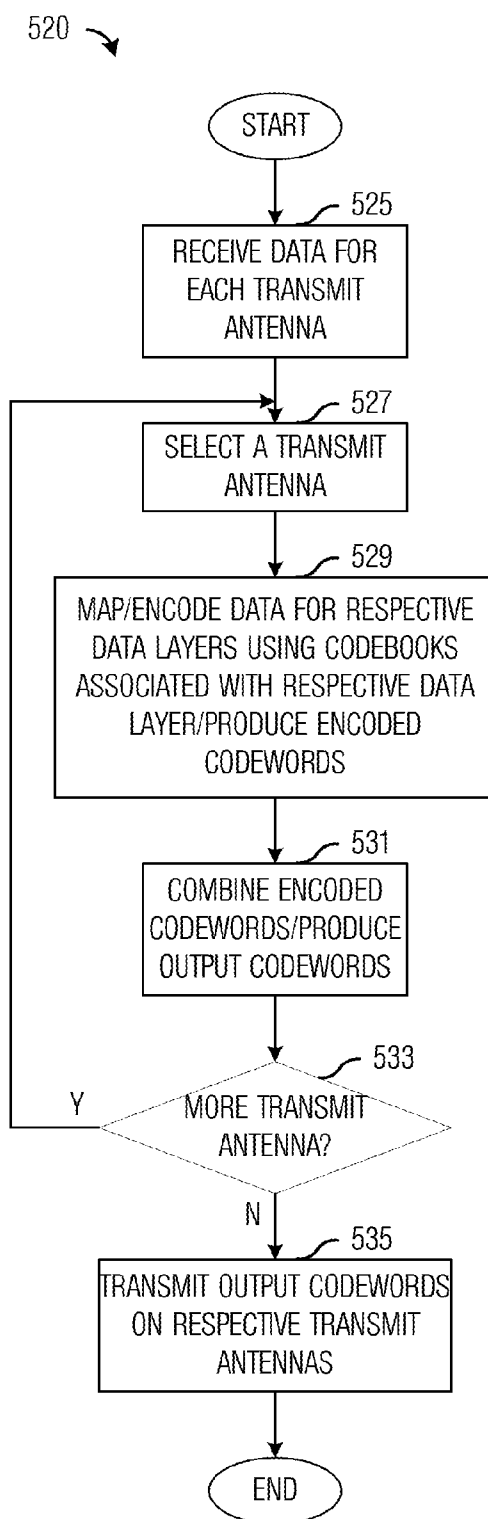 520
START
525
RECEIVE DATA FOR
EACH TRANSMIT
ANTENNA
527
SELECT A TRANSMIT
ANTENNA
529
MAP/ENCODE DATA FOR RESPECTIVE
DATA LAYERS USING CODEBOOKS
ASSOCIATED WITH RESPECTIVE DATA
LAYER/PRODUCE ENCODED
CODEWORDS
531
COMBINE ENCODED
CODEWORDS/PRODUCE
OUTPUT CODEWORDS
533
Y
MORE TRANSMIT
ANTENNA?
N
535
TRANSMIT OUTPUT CODEWORDS
ON RESPECTIVE TRANSMIT
ANTENNAS
END